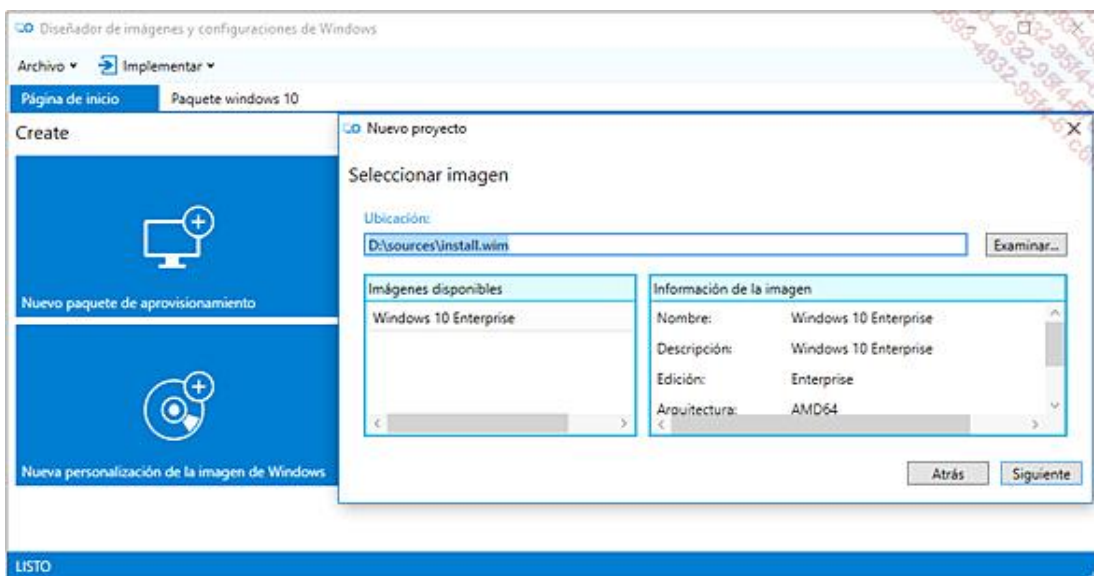 Diseñador de imágenes y configuraciones de Windows
Archivo Implementar
Página de inicio Paquete windows 10
Create
Nuevo paquete de aprovisionamiento
Nueva personalización de la imagen de Windows
Nuevo proyecto
Seleccionar imagen
Ubicación:
D:\sources\install.wim Examinar...
Imágenes disponibles
Windows 10 Enterprise
Información de la imagen
Nombre: Windows 10 Enterprise
Descripción: Windows 10 Enterprise
Edición: Enterprise
Arquitectura: AMD64
Atrás Siguiente
LISTO